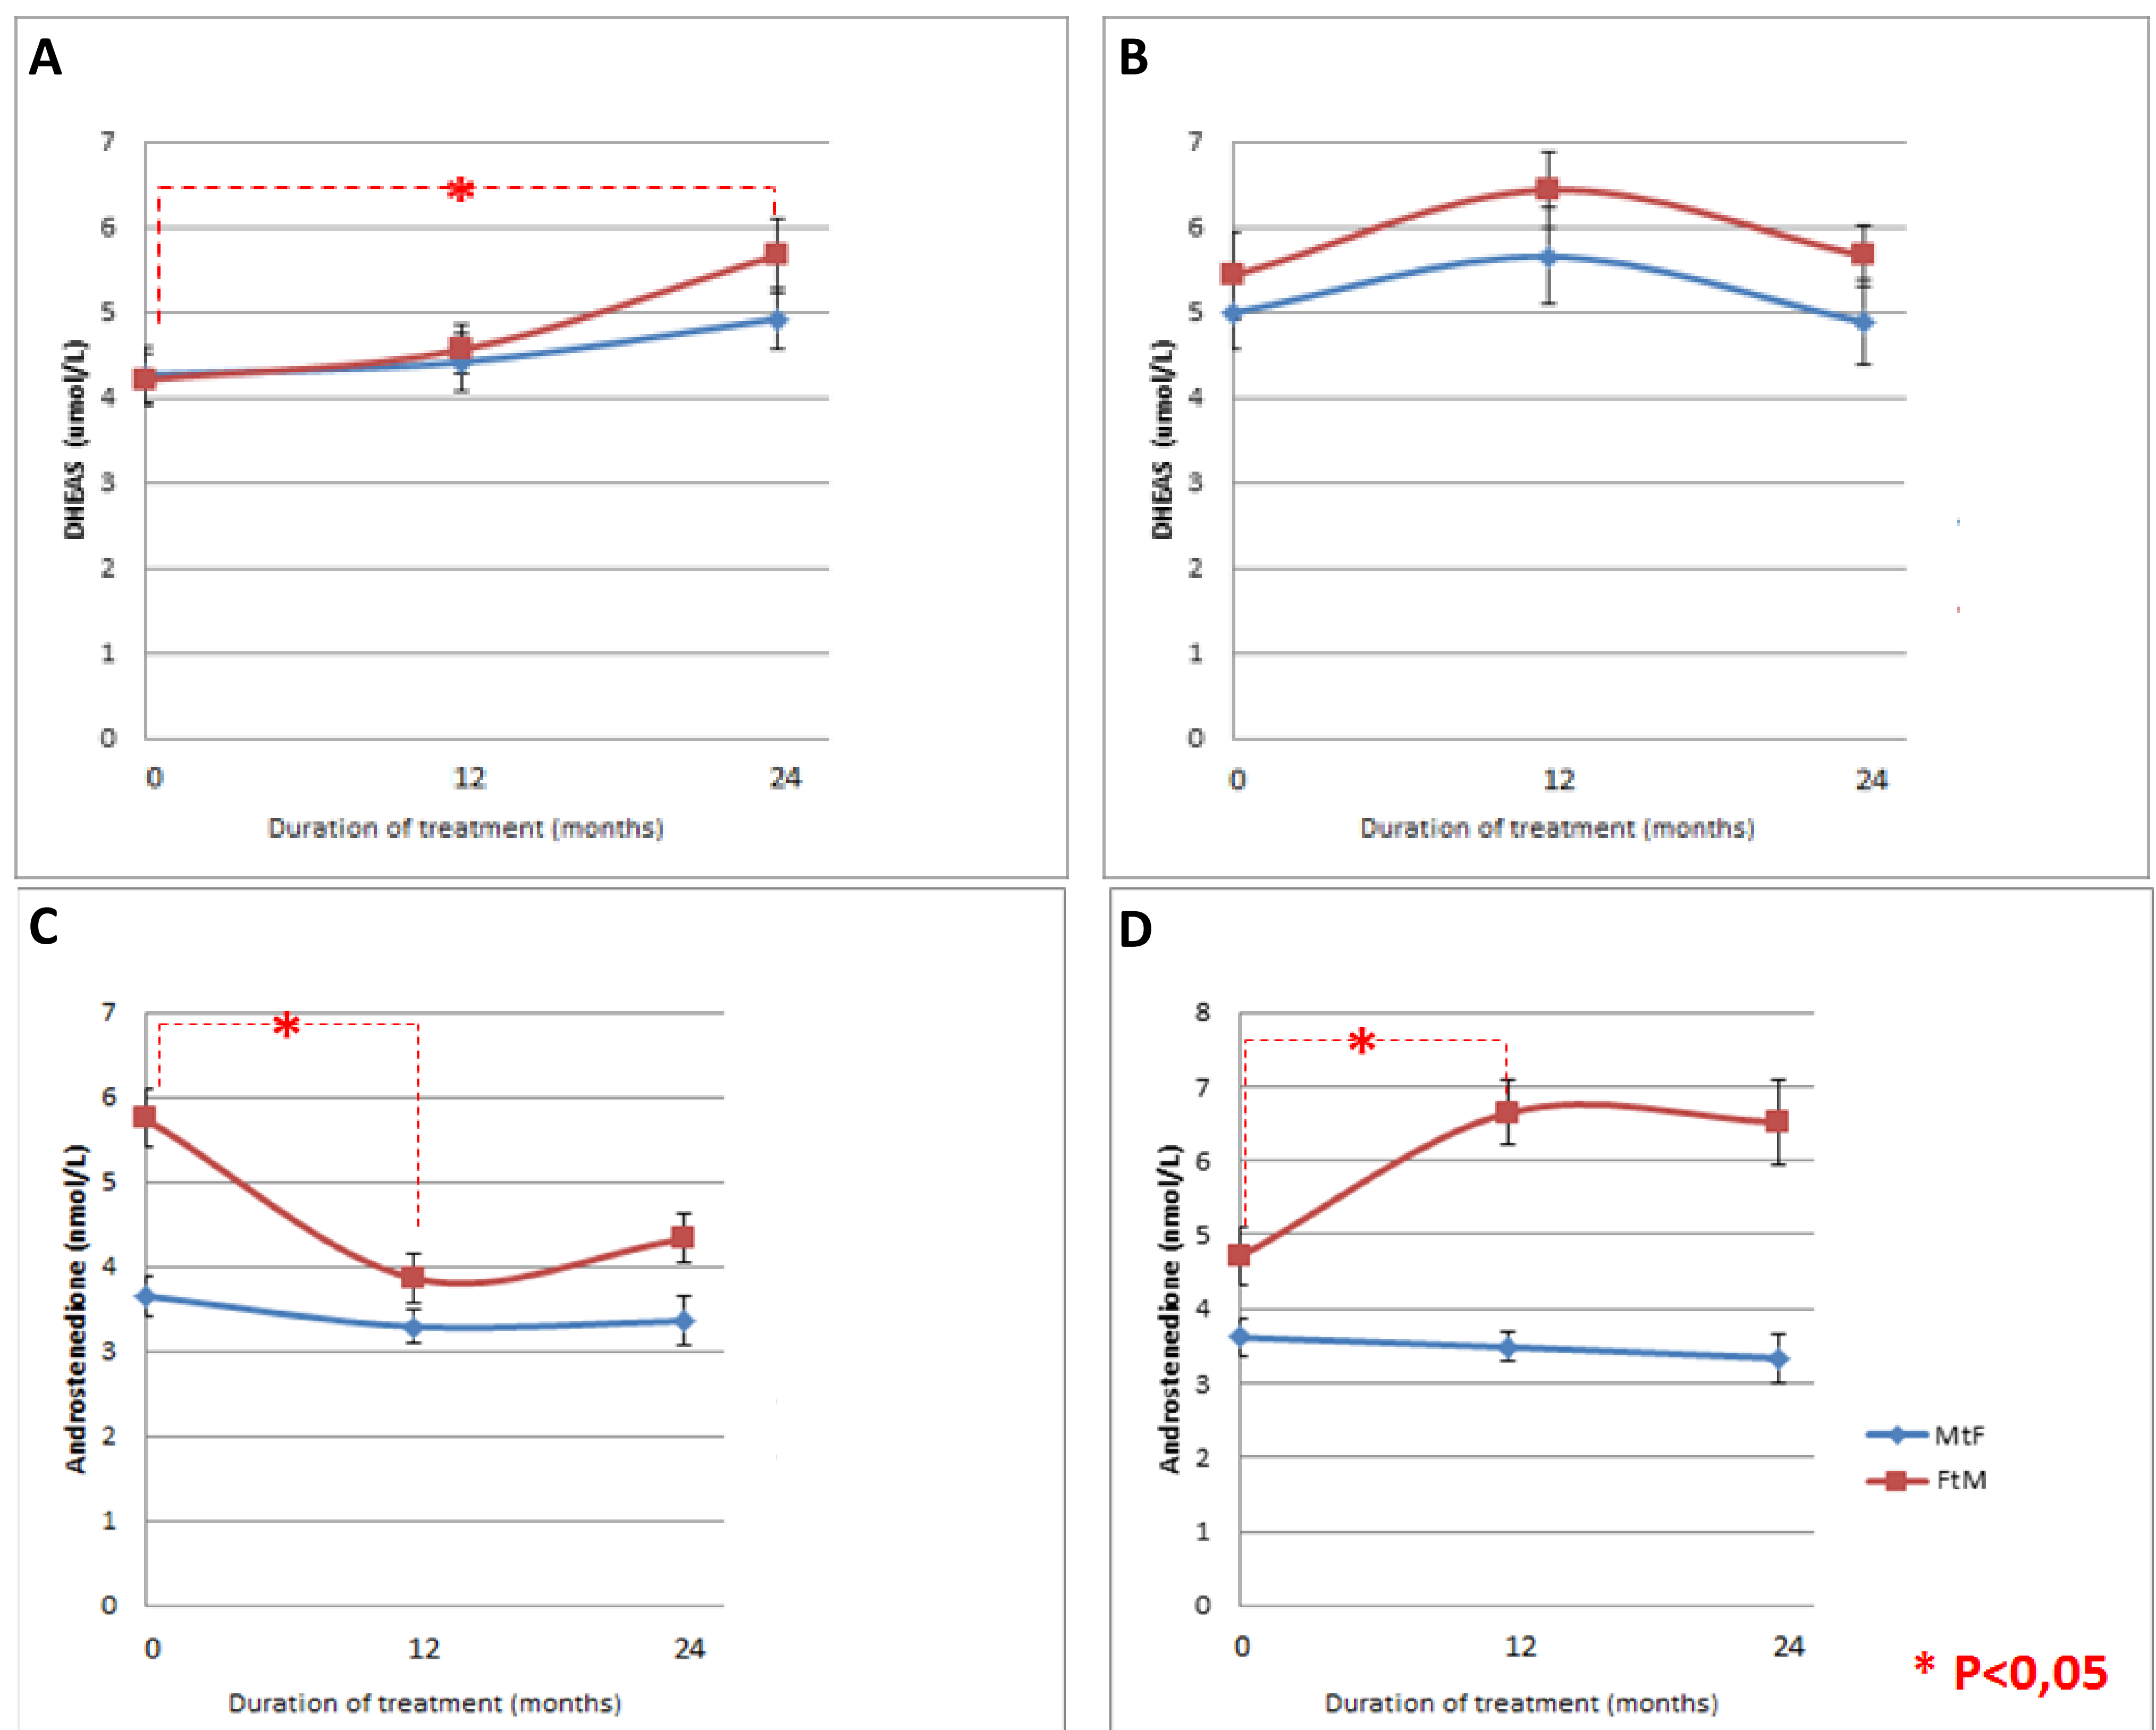 A
7
6
5
4
3
2
1
0
DHEAS (umol/L)
*
0 12 24
Duration of treatment (months)
B
7
6
5
4
3
2
1
0
DHEAS (umol/L)
0 12 24
Duration of treatment (months)
C
7
6
5
4
3
2
1
0
Androstenedione (nmol/L)
*
0 12 24
Duration of treatment (months)
D
8
7
6
5
4
3
2
1
0
Androstenedione (nmol/L)
*
0 12 24
Duration of treatment (months)
MtF
FtM
* P<0,05